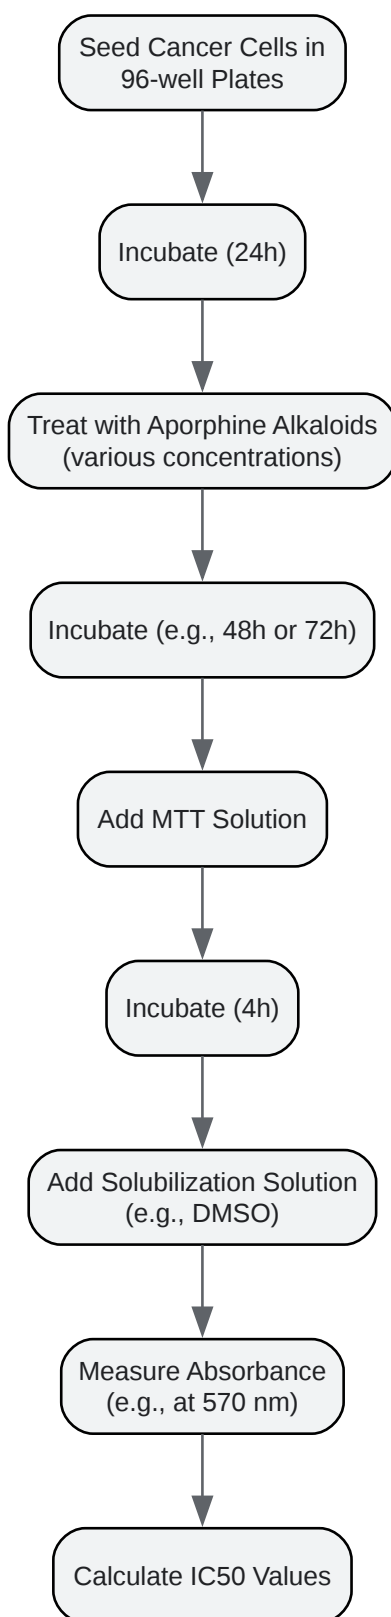 Seed Cancer Cells in
96-well Plates
Incubate (24h)
Treat with Aporphine Alkaloids
(various concentrations)
Incubate (e.g., 48h or 72h)
Add MTT Solution
Incubate (4h)
Add Solubilization Solution
(e.g., DMSO)
Measure Absorbance
(e.g., at 570 nm)
Calculate IC50 Values